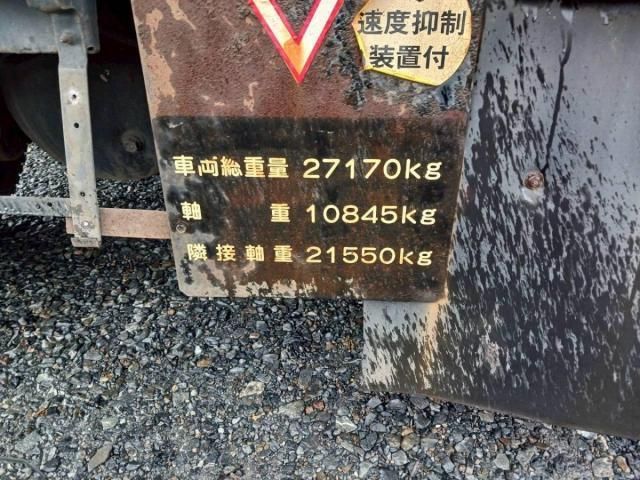 速度抑制
装置付
車両総重量 27170kg
軸 重 10845kg
隣接軸重 21550kg